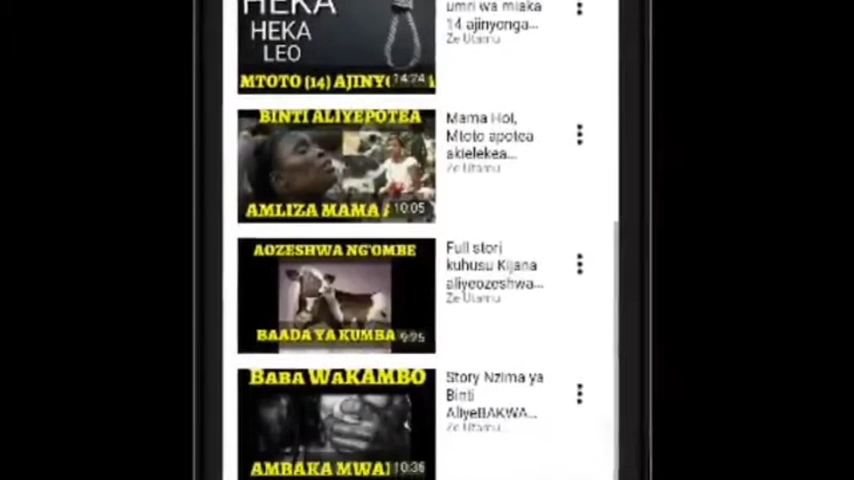 HEKA
HEKA
LEO
MTOTO (14) AJINY
14:24
umri wa miaka
14 ajinyonga...
Ze Utamu
BINTI ALIYEPOTEA
AMLIZA MAMA
10:05
Mama Hoi,
Mtoto apotea
akielekea...
Ze Utamu
AOZESHWA NG'OMBE
BAADA YA KUMBA
9:25
Full stori
kuhusu Kijana
aliyeozeshwa...
Ze Utamu
BABA WAKAMBO
AMBAKA MWA
10:36
Story Nzima ya
Binti
AliyeBAKWA...
Ze Utamu